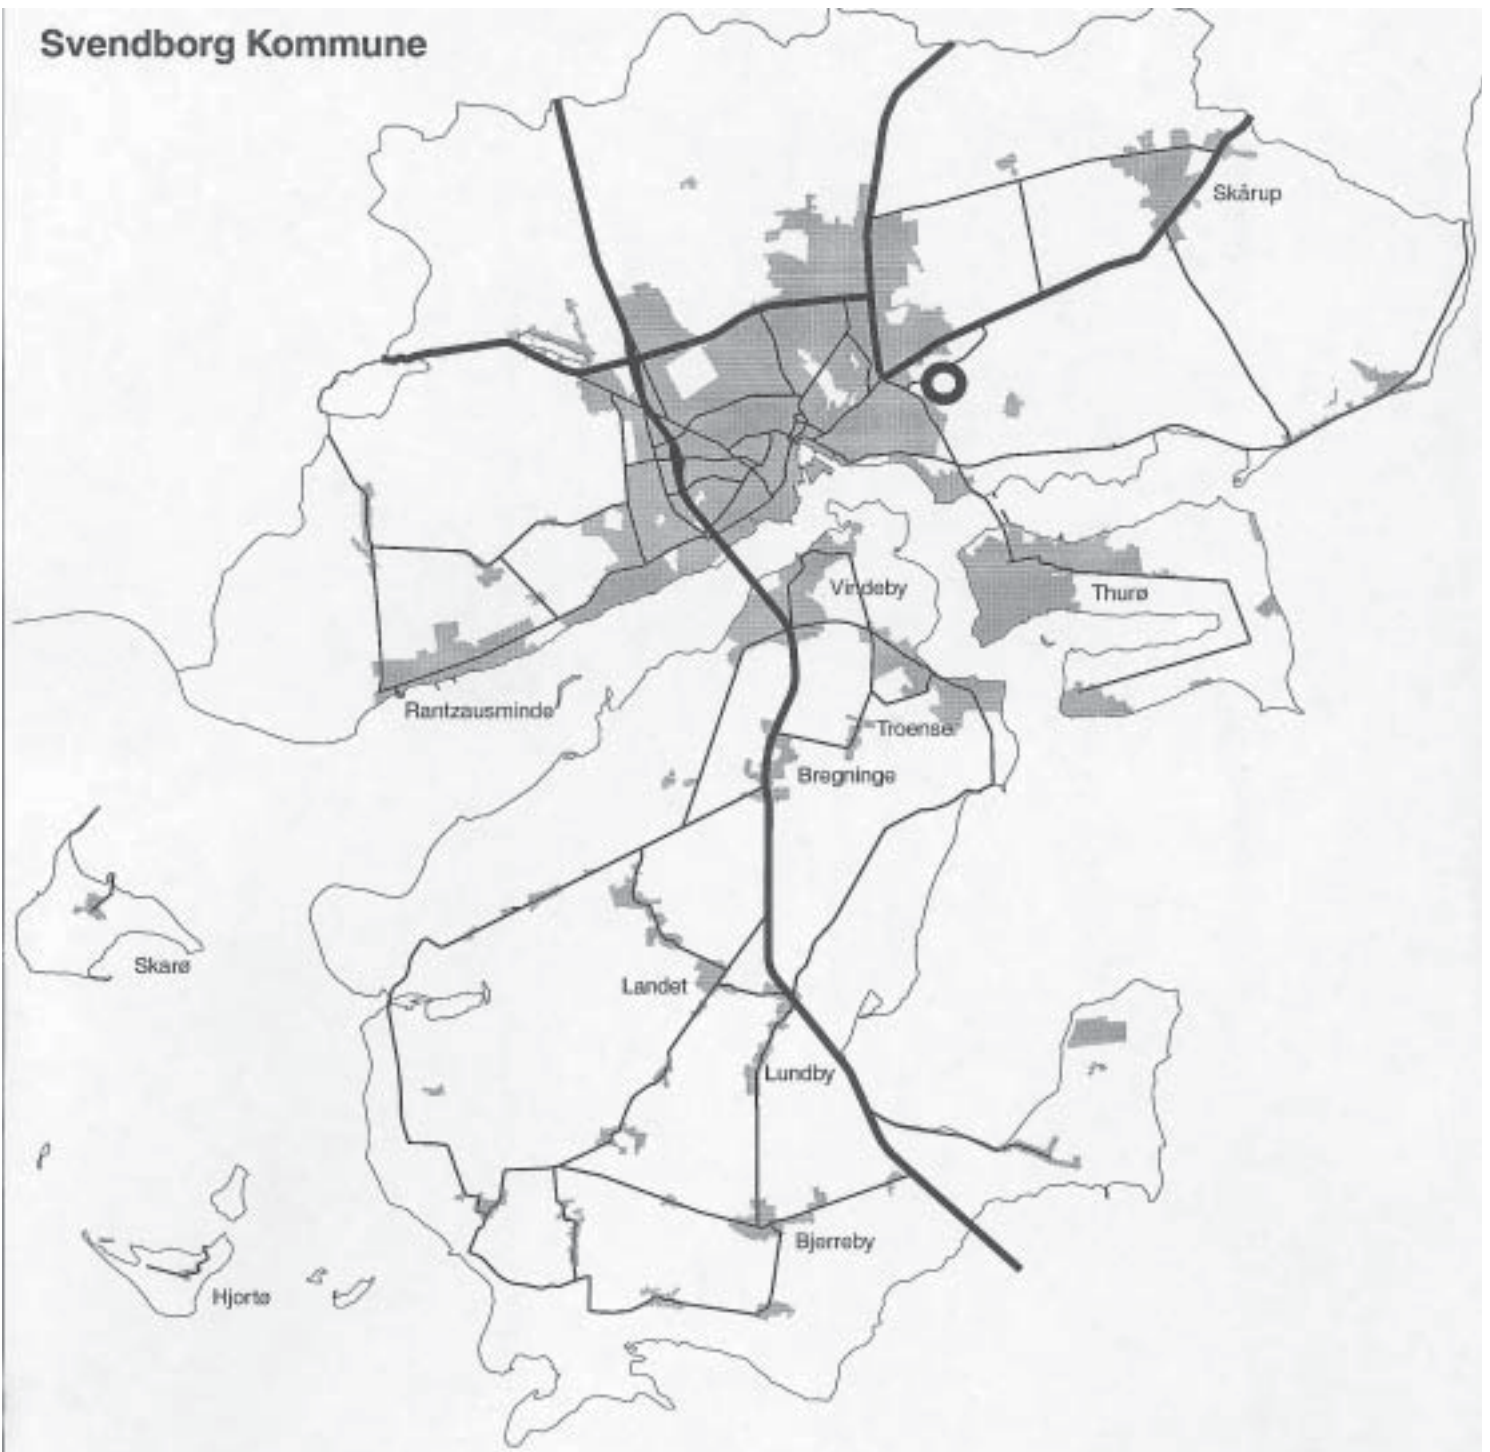 Svendborg Kommune
Skårup
Vindeby
Thurø
Rantzausminde
Troense
Bregninge
Skarø
Landet
Lundby
Bjerreby
Hjortø